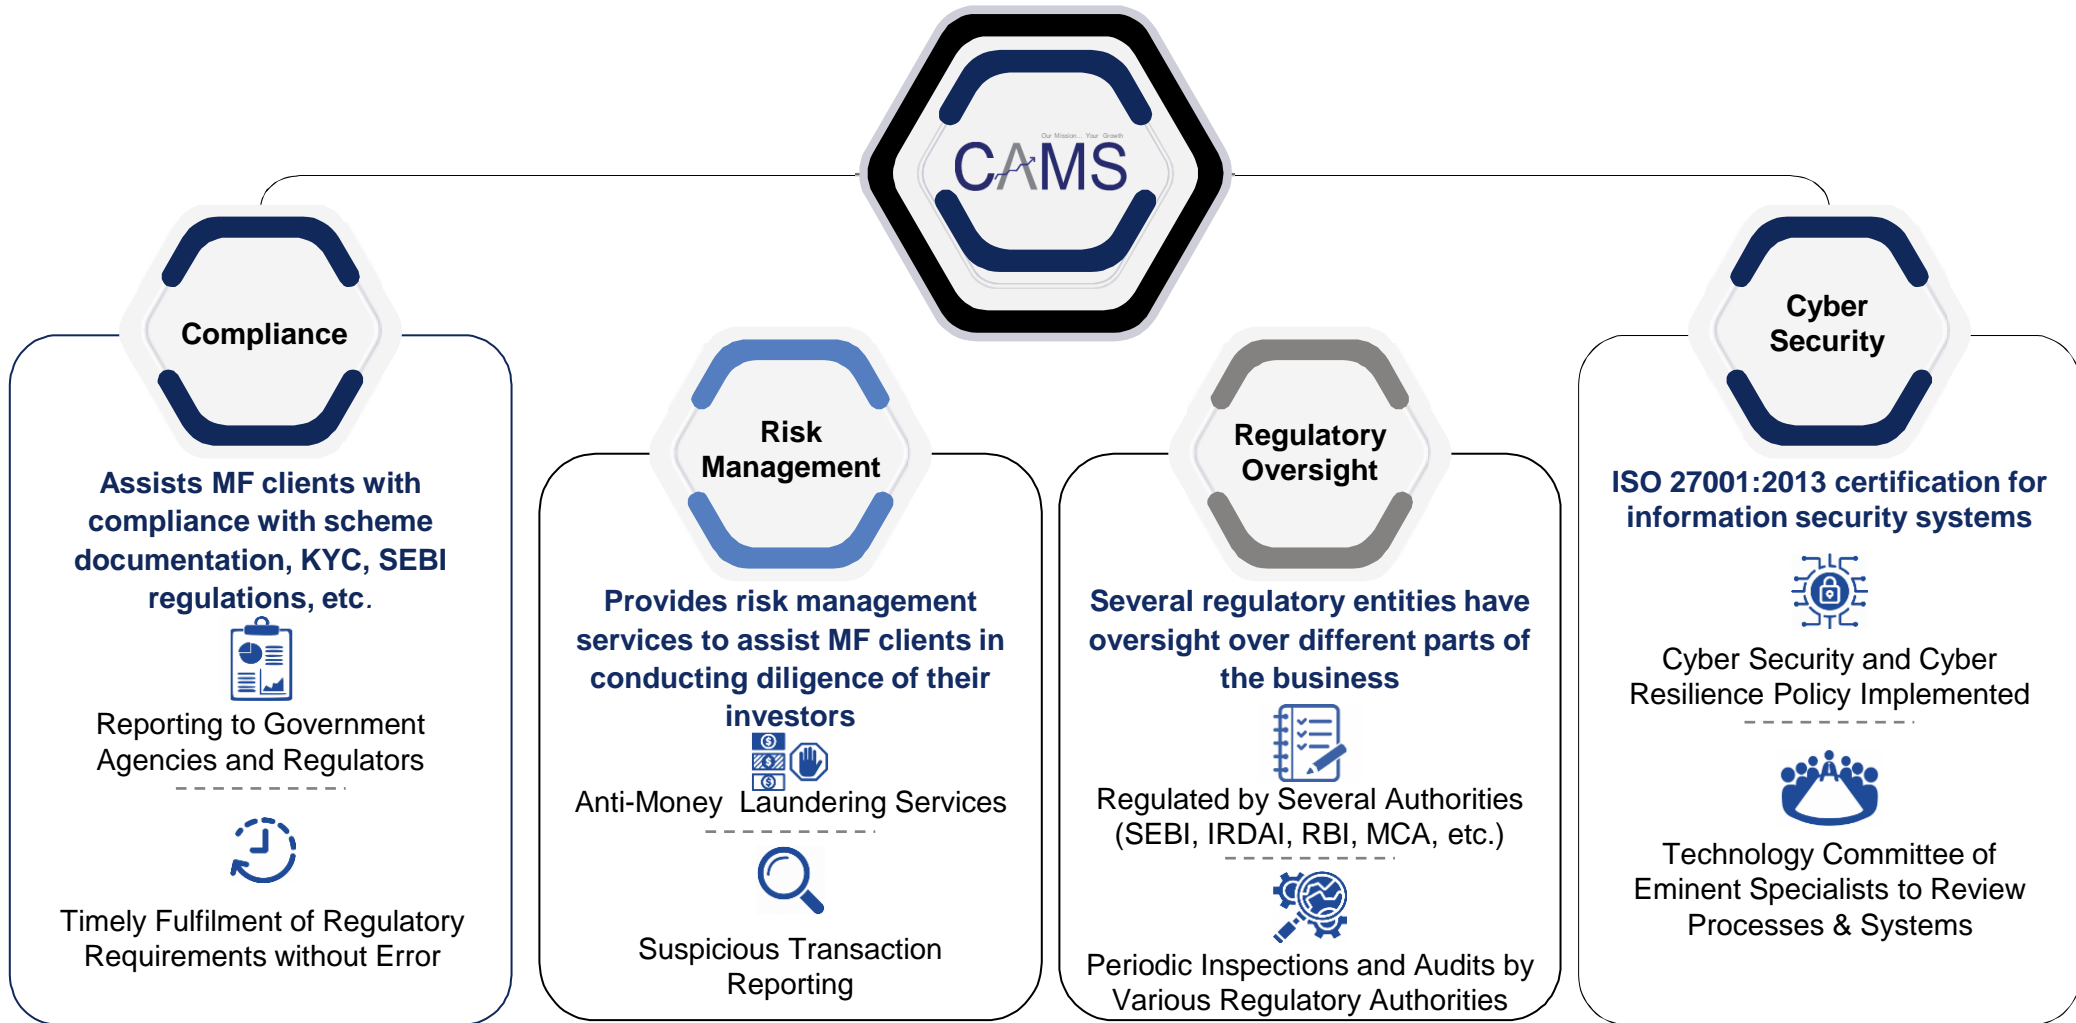 Our Mission... Your Growth
CAMS
Compliance
Assists MF clients with
compliance with scheme
documentation, KYC, SEBI
regulations, etc.
Reporting to Government
Agencies and Regulators
Timely Fulfilment of Regulatory
Requirements without Error
Risk
Management
Provides risk management
services to assist MF clients in
conducting diligence of their
investors
Anti-Money Laundering Services
Suspicious Transaction
Reporting
Regulatory
Oversight
Several regulatory entities have
oversight over different parts of
the business
Regulated by Several Authorities
(SEBI, IRDAI, RBI, MCA, etc.)
Periodic Inspections and Audits by
Various Regulatory Authorities
Cyber
Security
ISO 27001:2013 certification for
information security systems
Cyber Security and Cyber
Resilience Policy Implemented
Technology Committee of
Eminent Specialists to Review
Processes & Systems